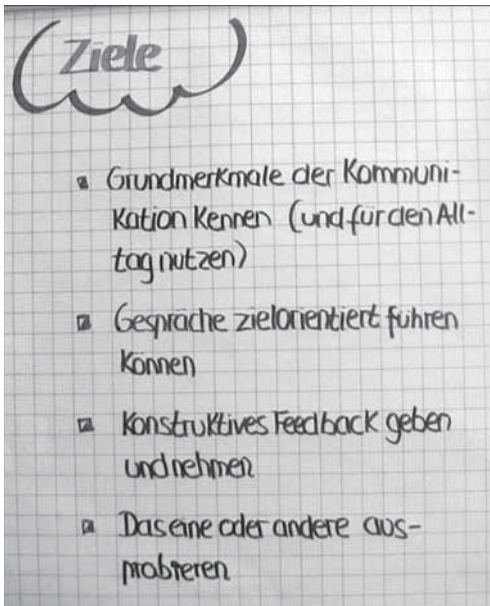 Ziele
Grundmerkmale der Kommuni-
kation kennen (und für den All-
tag nutzen)
Gespräche zielorientiert führen
können
Konstruktives Feedback geben
und nehmen
Das eine oder andere aus-
probieren